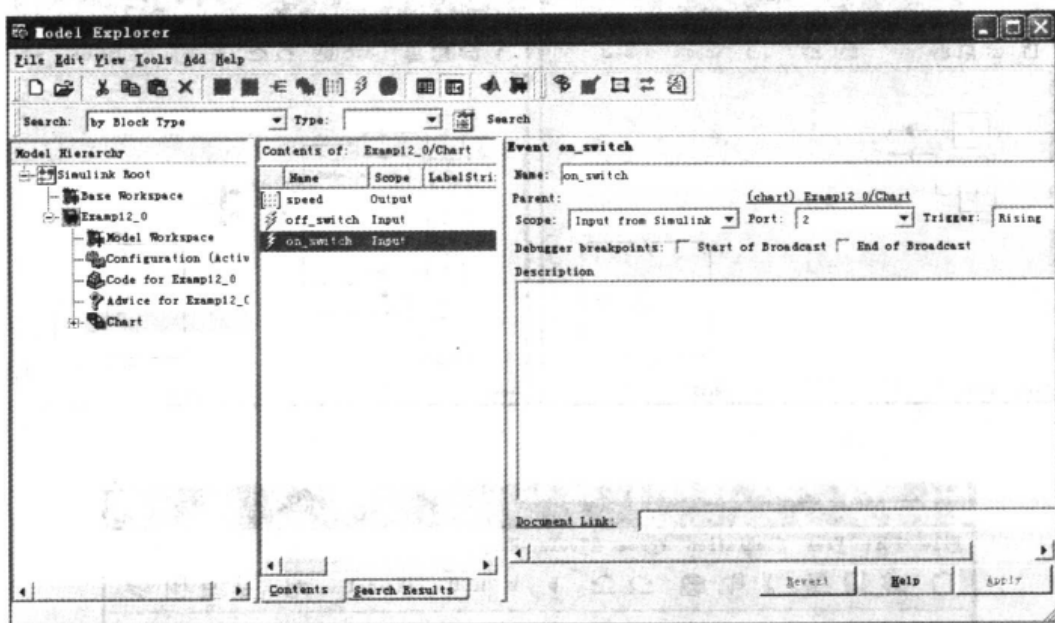 Model Explorer
File Edit View Tools Add Help
Search: by Block Type Type: Search
Model Hierarchy
Simulink Root
Base Workspace
Examp12_0
Model Workspace
Configuration (Activ
Code for Examp12_0
Advice for Examp12_0
Chart
Contents of: Examp12_0/Chart
Name Scope LabelStri:
speed Output
off_switch Input
on_switch Input
Contents Search Results
Event on_switch
Name: on_switch
Parent: (chart) Examp12_0/Chart
Scope: Input from Simulink Port: 2 Trigger: Rising
Debugger breakpoints: Start of Broadcast End of Broadcast
Description
Document Link:
Revert Help Apply